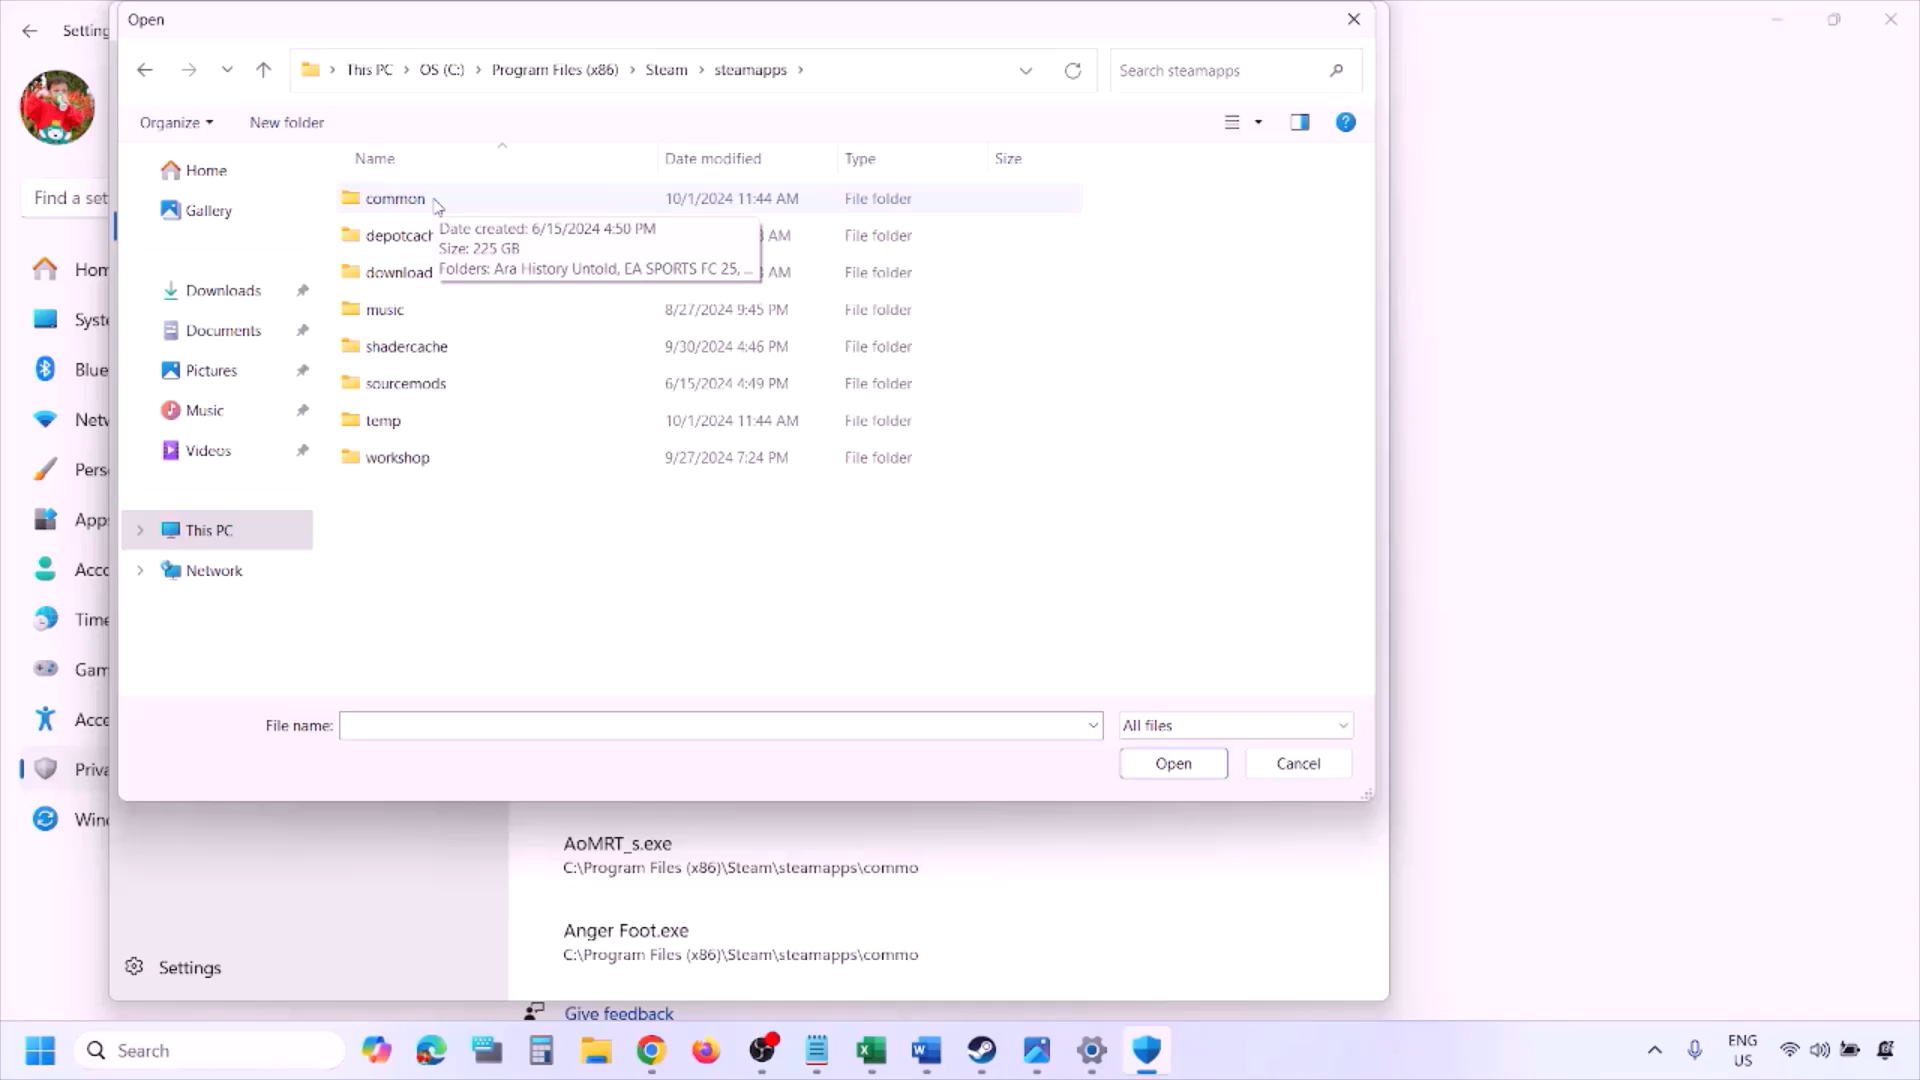 Setting
Open
This PC
OS (C:)
Program Files (x86)
Steam
steamapps
Search steamapps
Organize
New folder
Name
Date modified
Type
Size
Home
Gallery
Downloads
Documents
Pictures
Music
Videos
This PC
Network
common 10/1/2024 11:44 AM File folder
depotcach AM File folder
download AM File folder
music 8/27/2024 9:45 PM File folder
shadercache 9/30/2024 4:46 PM File folder
sourcemods 6/15/2024 4:49 PM File folder
temp 10/1/2024 11:44 AM File folder
workshop 9/27/2024 7:24 PM File folder
Date created: 6/15/2024 4:50 PM
Size: 225 GB
Folders: Ara History Untold, EA SPORTS FC 25, ...
File name:
All files
Open
Cancel
Find a set
Hom
Syste
Blue
Netw
Perso
Apps
Acco
Time
Gam
Acce
Priva
Wind
AoMRT_s.exe
C:\Program Files (x86)\Steam\steamapps\commo
Anger Foot.exe
C:\Program Files (x86)\Steam\steamapps\commo
Settings
Give feedback
Search
ENG
US